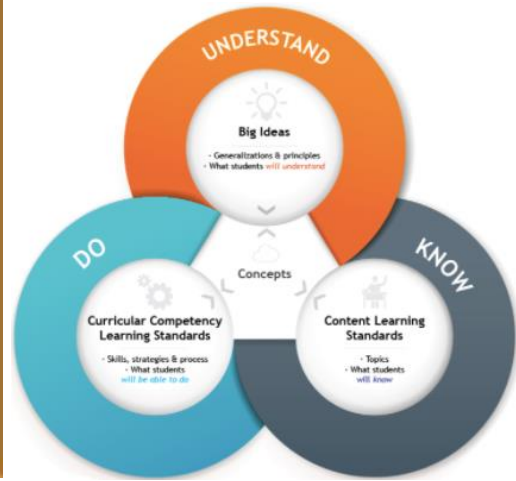 UNDERSTAND
Big Ideas
- Generalizations & principles
- What students will understand
DO
KNOW
Concepts
Curricular Competency
Learning Standards
- Skills, strategies & process
- What students
will be able to do
Content Learning
Standards
- Topics
- What students
will know